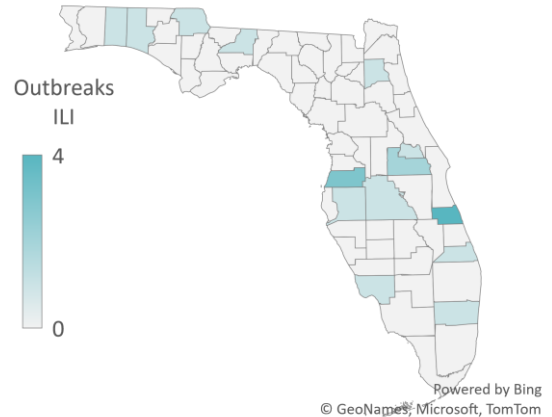 Outbreaks
ILI
4
0
Powered by Bing
© GeoNames, Microsoft, TomTom